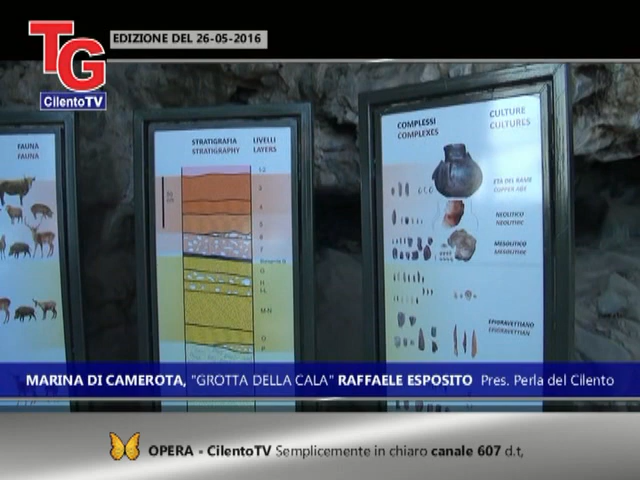 TG
CilentoTV
EDIZIONE DEL 26-05-2016
FAUNA
FAUNA
STRATIGRAFIA
STRATIGRAPHY
LIVELLI
LAYERS
COMPLESSI
COMPLEXES
CULTURE
CULTURES
ETA DEL RAME
COPPER AGE
NEOLITICO
NEOLITHIC
MESOLITICO
MESOLITHIC
EPIGRAVETTIANO
EPIGRAVETTIAN
M-N
MARINA DI CAMEROTA, "GROTTA DELLA CALA" RAFFAELE ESPOSITO Pres. Perla del Cilento
OPERA - CilentoTV Semplicemente in chiaro canale 607 d.t,